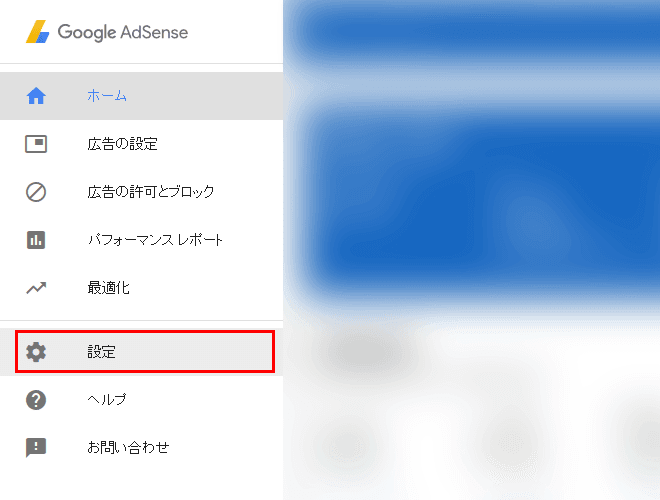 Google AdSense
ホーム
広告の設定
広告の許可とブロック
パフォーマンス レポート
最適化
設定
ヘルプ
お問い合わせ